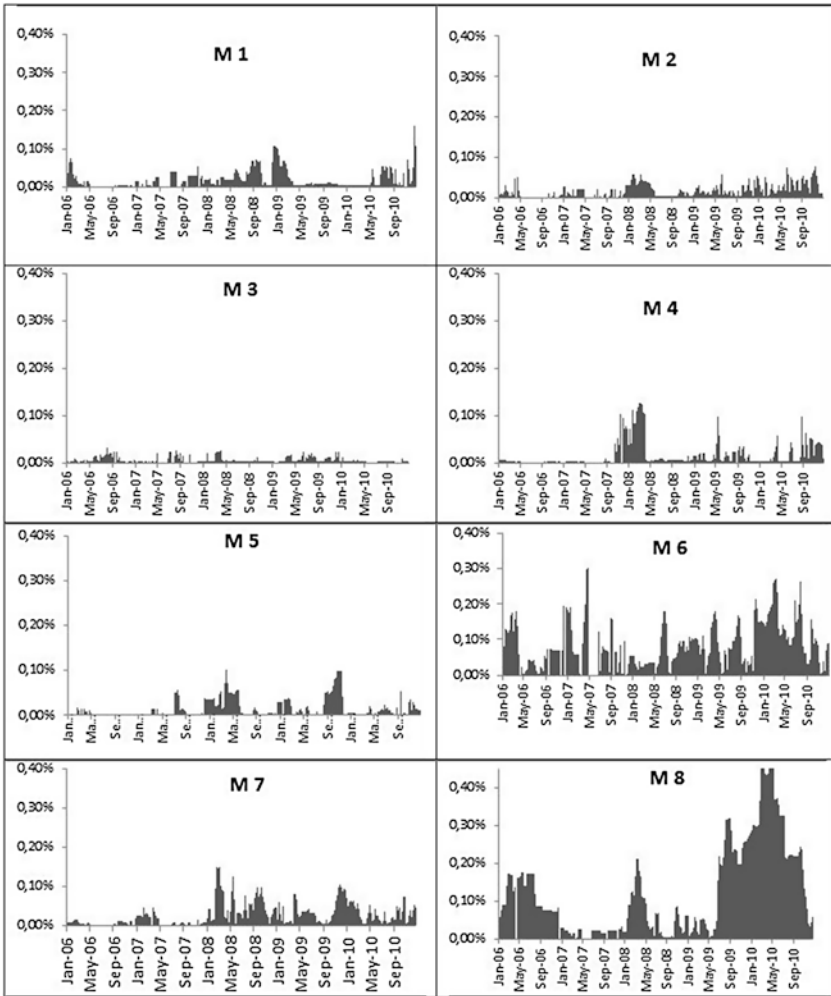 M 1
0,40%
0,30%
0,20%
0,10%
0,00%
Jan-06
May-06
Sep-06
Jan-07
May-07
Sep-07
Jan-08
May-08
Sep-08
Jan-09
May-09
Sep-09
Jan-10
May-10
Sep-10
M 2
0,40%
0,30%
0,20%
0,10%
0,00%
Jan-06
May-06
Sep-06
Jan-07
May-07
Sep-07
Jan-08
May-08
Sep-08
Jan-09
May-09
Sep-09
Jan-10
May-10
Sep-10
M 3
0,40%
0,30%
0,20%
0,10%
0,00%
Jan-06
May-06
Sep-06
Jan-07
May-07
Sep-07
Jan-08
May-08
Sep-08
Jan-09
May-09
Sep-09
Jan-10
May-10
Sep-10
M 4
0,40%
0,30%
0,20%
0,10%
0,00%
Jan-06
May-06
Sep-06
Jan-07
May-07
Sep-07
Jan-08
May-08
Sep-08
Jan-09
May-09
Sep-09
Jan-10
May-10
Sep-10
M 5
0,40%
0,30%
0,20%
0,10%
0,00%
Jan..
Ma...
Se...
Jan..
Ma...
Se...
Jan..
Ma...
Se...
Jan..
Ma...
Se...
Jan..
Ma...
Se...
M 6
0,40%
0,30%
0,20%
0,10%
0,00%
Jan-06
May-06
Sep-06
Jan-07
May-07
Sep-07
Jan-08
May-08
Sep-08
Jan-09
May-09
Sep-09
Jan-10
May-10
Sep-10
M 7
0,40%
0,30%
0,20%
0,10%
0,00%
Jan-06
May-06
Sep-06
Jan-07
May-07
Sep-07
Jan-08
May-08
Sep-08
Jan-09
May-09
Sep-09
Jan-10
May-10
Sep-10
M 8
0,40%
0,30%
0,20%
0,10%
0,00%
Jan-06
May-06
Sep-06
Jan-07
May-07
Sep-07
Jan-08
May-08
Sep-08
Jan-09
May-09
Sep-09
Jan-10
May-10
Sep-10